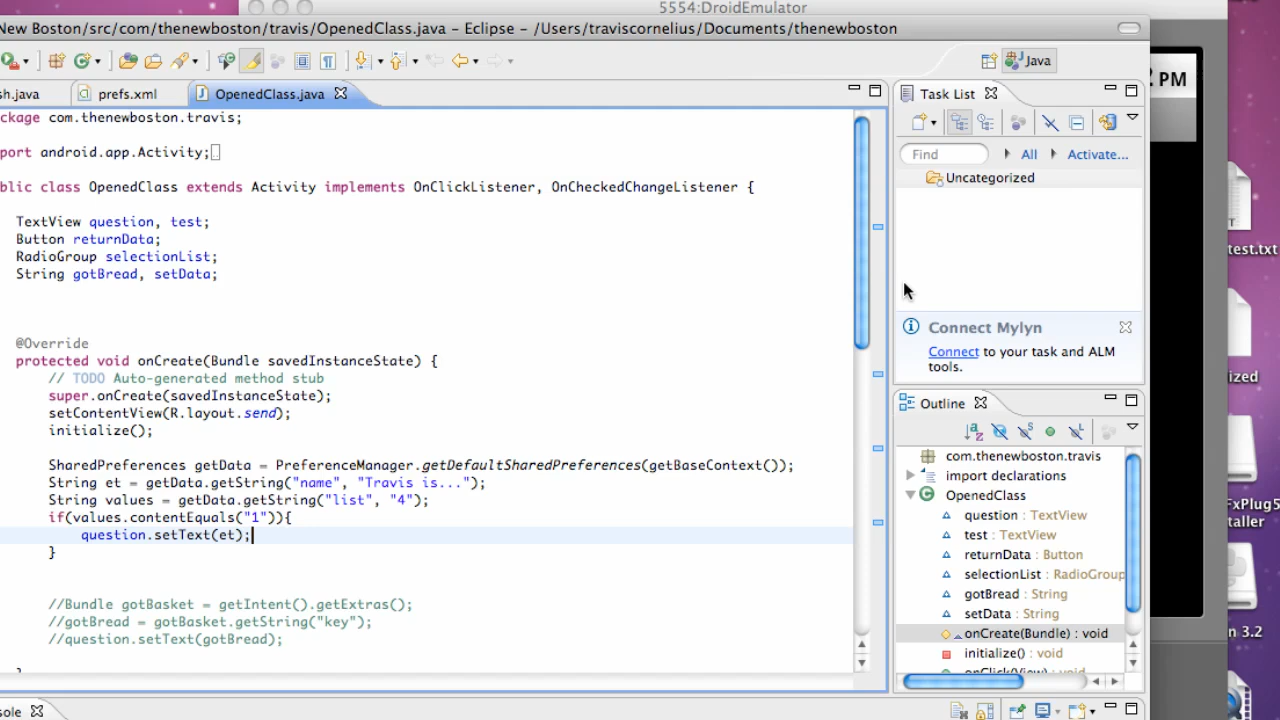 5554:DroidEmulator
New Boston/src/com/thenewboston/travis/OpenedClass.java - Eclipse - /Users/traviscornelius/Documents/thenewboston
Java
2 PM
sh.java
prefs.xml
OpenedClass.java
Task List
ckage com.thenewboston.travis;
port android.app.Activity;
blic class OpenedClass extends Activity implements OnClickListener, OnCheckedChangeListener {
TextView question, test;
Button returnData;
RadioGroup selectionList;
String gotBread, setData;
@Override
protected void onCreate(Bundle savedInstanceState) {
// TODO Auto-generated method stub
super.onCreate(savedInstanceState);
setContentView(R.layout.send);
initialize();
SharedPreferences getData = PreferenceManager.getDefaultSharedPreferences(getBaseContext());
String et = getData.getString("name", "Travis is...");
String values = getData.getString("list", "4");
if(values.contentEquals("1")){
question.setText(et);
}
//Bundle gotBasket = getIntent().getExtras();
//gotBread = gotBasket.getString("key");
//question.setText(gotBread);
Find
All
Activate...
Uncategorized
Connect Mylyn
Connect to your task and ALM
tools.
Outline
com.thenewboston.travis
import declarations
OpenedClass
question : TextView
test : TextView
returnData : Button
selectionList : RadioGroup
gotBread : String
setData : String
onCreate(Bundle) : void
initialize() : void
onClick(View) : void
sole
test.txt
ized
FxPlug5
taller
n 3.2